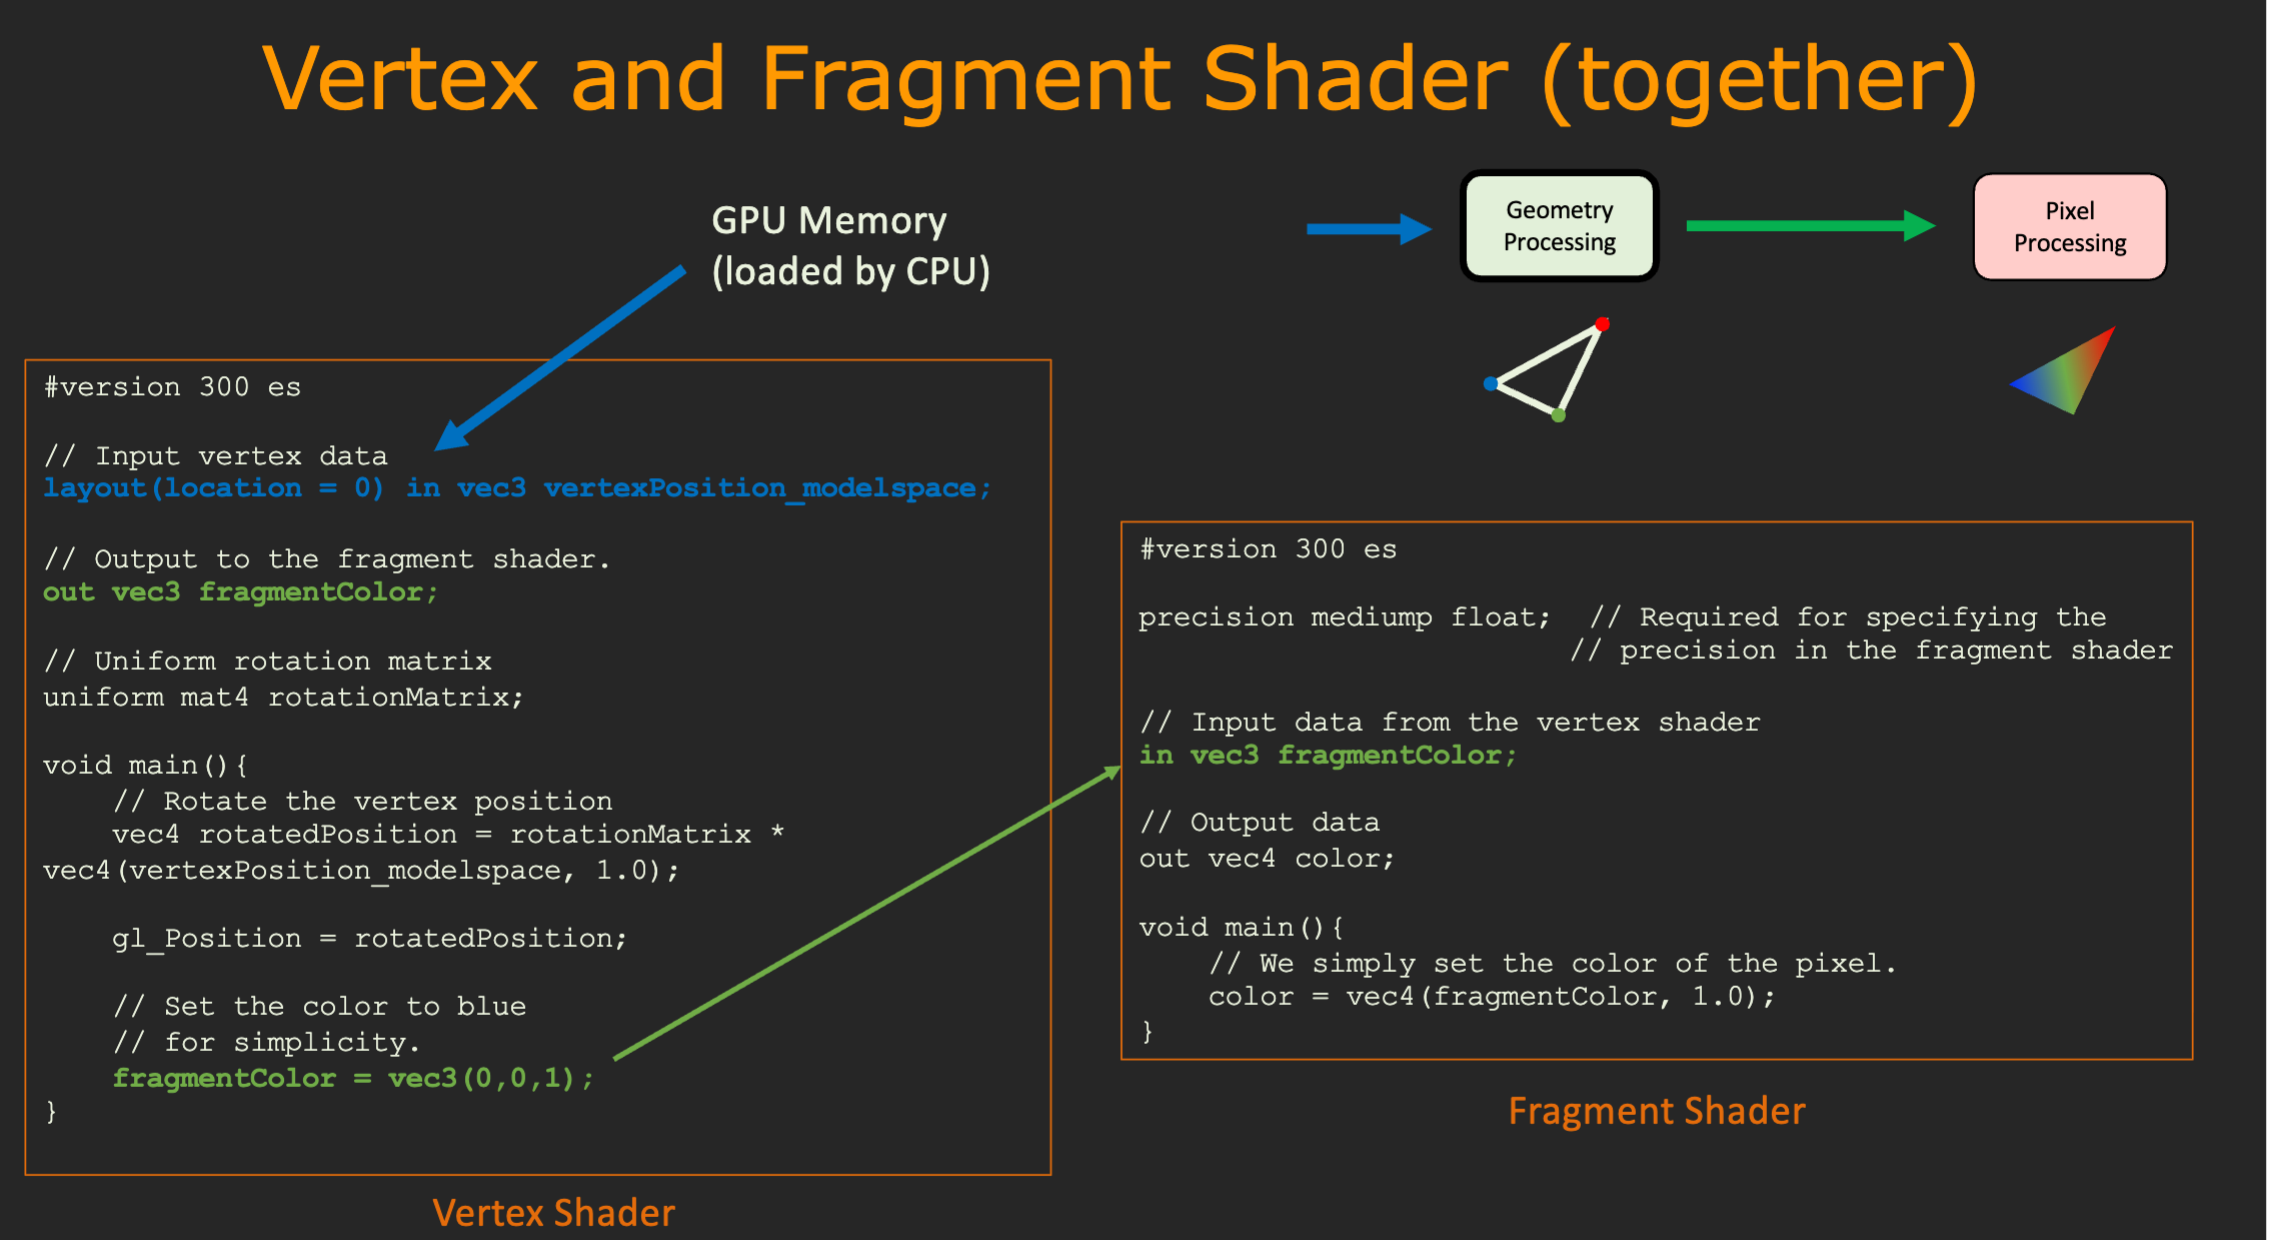 Vertex and Fragment Shader (together)
GPU Memory
(loaded by CPU)
Geometry
Processing
Pixel
Processing
#version 300 es
// Input vertex data
layout(location = 0) in vec3 vertexPosition_modelspace;
// Output to the fragment shader.
out vec3 fragmentColor;
// Uniform rotation matrix
uniform mat4 rotationMatrix;
void main(){
    // Rotate the vertex position
    vec4 rotatedPosition = rotationMatrix *
vec4(vertexPosition_modelspace, 1.0);
    gl_Position = rotatedPosition;
    // Set the color to blue
    // for simplicity.
    fragmentColor = vec3(0,0,1);
}
Vertex Shader
#version 300 es
precision mediump float;  // Required for specifying the
                         // precision in the fragment shader
// Input data from the vertex shader
in vec3 fragmentColor;
// Output data
out vec4 color;
void main(){
    // We simply set the color of the pixel.
    color = vec4(fragmentColor, 1.0);
}
Fragment Shader